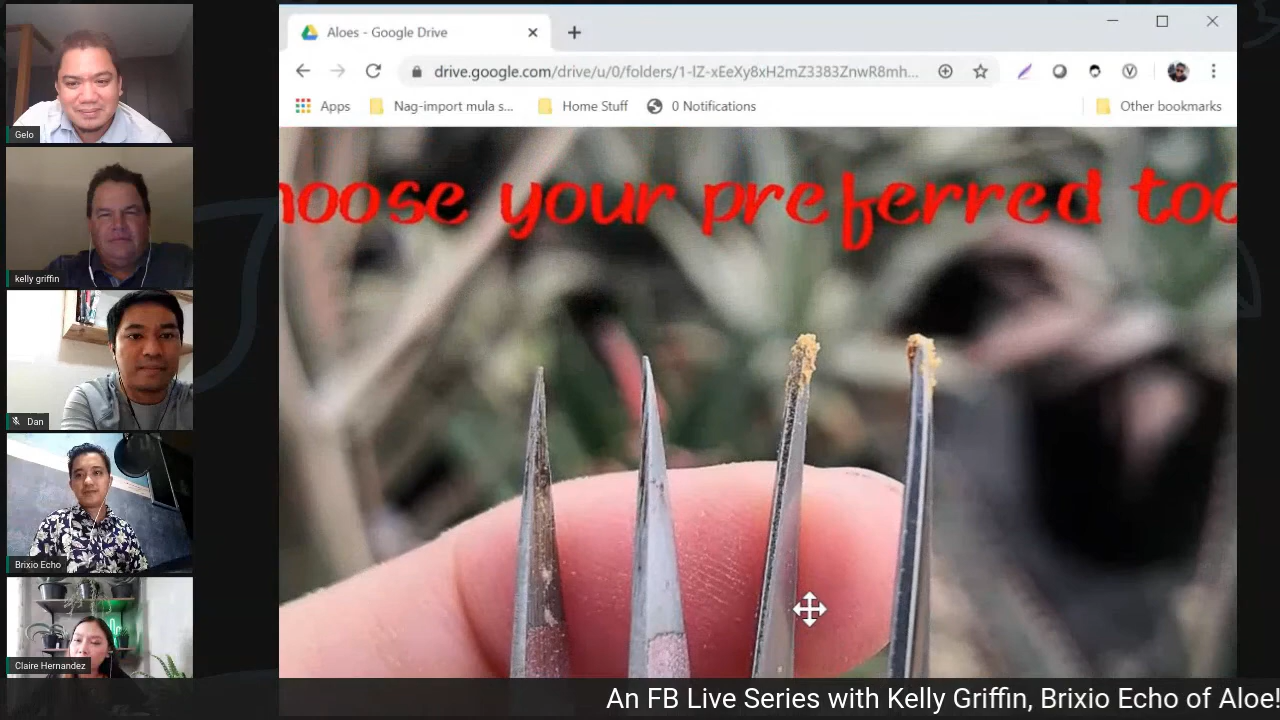 Gelo
kelly griffin
Dan
Brixio Echo
Claire Hernandez
Aloes - Google Drive
drive.google.com/drive/u/0/folders/1-lZ-xEeXy8xH2mZ3383ZnwR8mh...
Apps
Nag-import mula s...
Home Stuff
0 Notifications
Other bookmarks
hoose your preferred too
An FB Live Series with Kelly Griffin, Brixio Echo of Aloe!